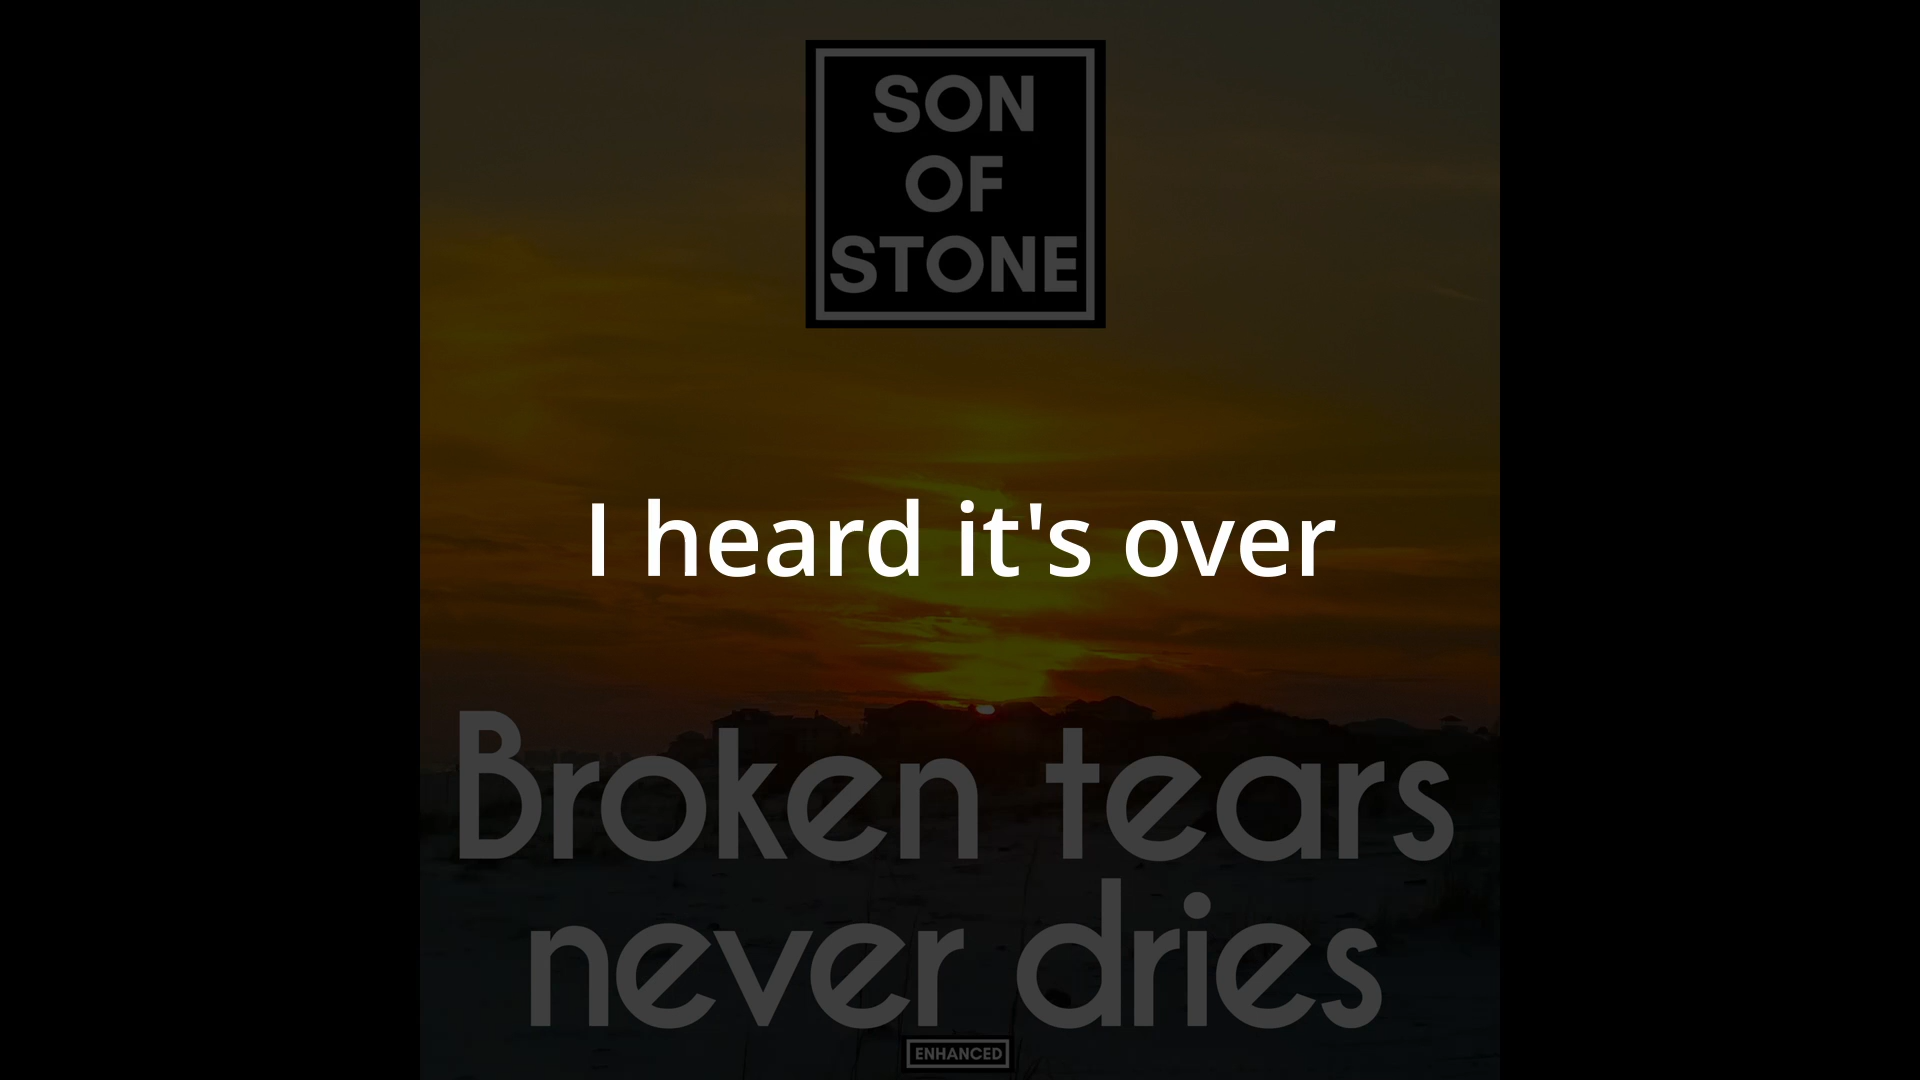 SON
OF
STONE
I heard it's over
Broken tears
never dries
ENHANCED